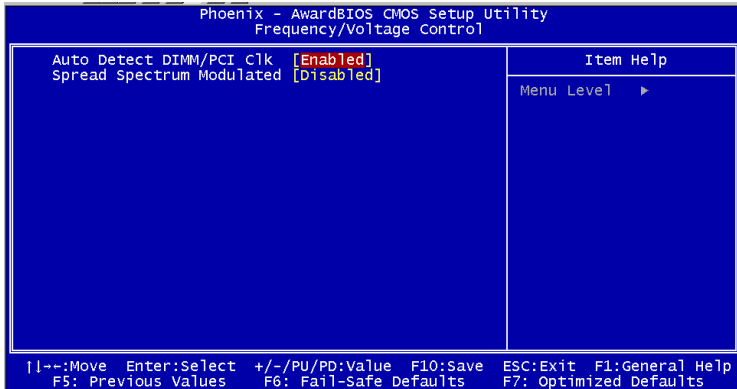 Phoenix - AwardBIOS CMOS Setup Utility
Frequency/Voltage Control
Auto Detect DIMM/PCI Clk [Enabled]
Spread Spectrum Modulated [Disabled]
Item Help
Menu Level ▶
↑↓→←:Move Enter:Select +/-/PU/PD:Value F10:Save ESC:Exit F1:General Help
F5: Previous Values F6: Fail-Safe Defaults F7: Optimized Defaults